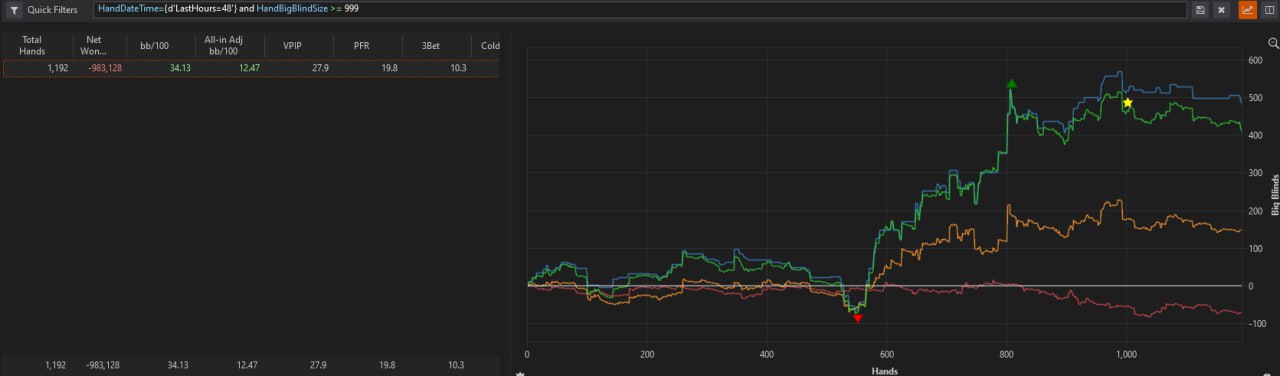 Quick Filters HandDateTime={d'LastHours=48'} and HandBigBlindSize >= 999
Total Hands Net Won... bb/100 All-in Adj bb/100 VPIP PFR 3Bet Cold
1,192 -983,128 34.13 12.47 27.9 19.8 10.3
1,192 -983,128 34.13 12.47 27.9 19.8 10.3
600
500
400
300
200
100
0
-100
Big Blinds
0 200 400 600 800 1,000
Hands